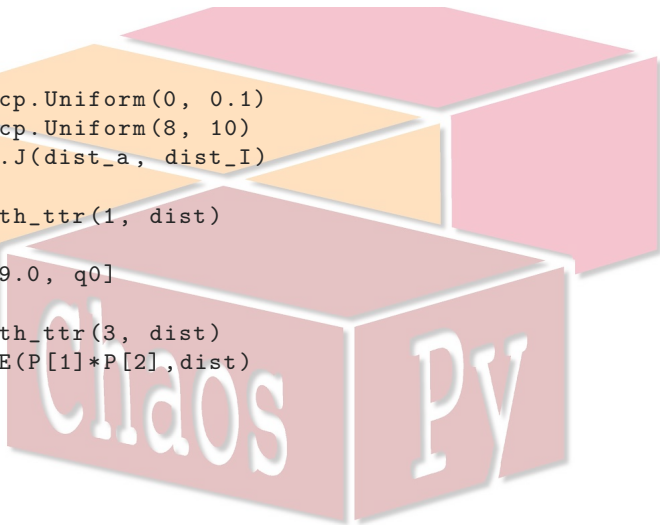 cp.Uniform(0, 0.1)
cp.Uniform(8, 10)
.J(dist_a, dist_I)
th_ttr(1, dist)
9.0, q0]
th_ttr(3, dist)
E(P[1]*P[2],dist)
Chaos Py